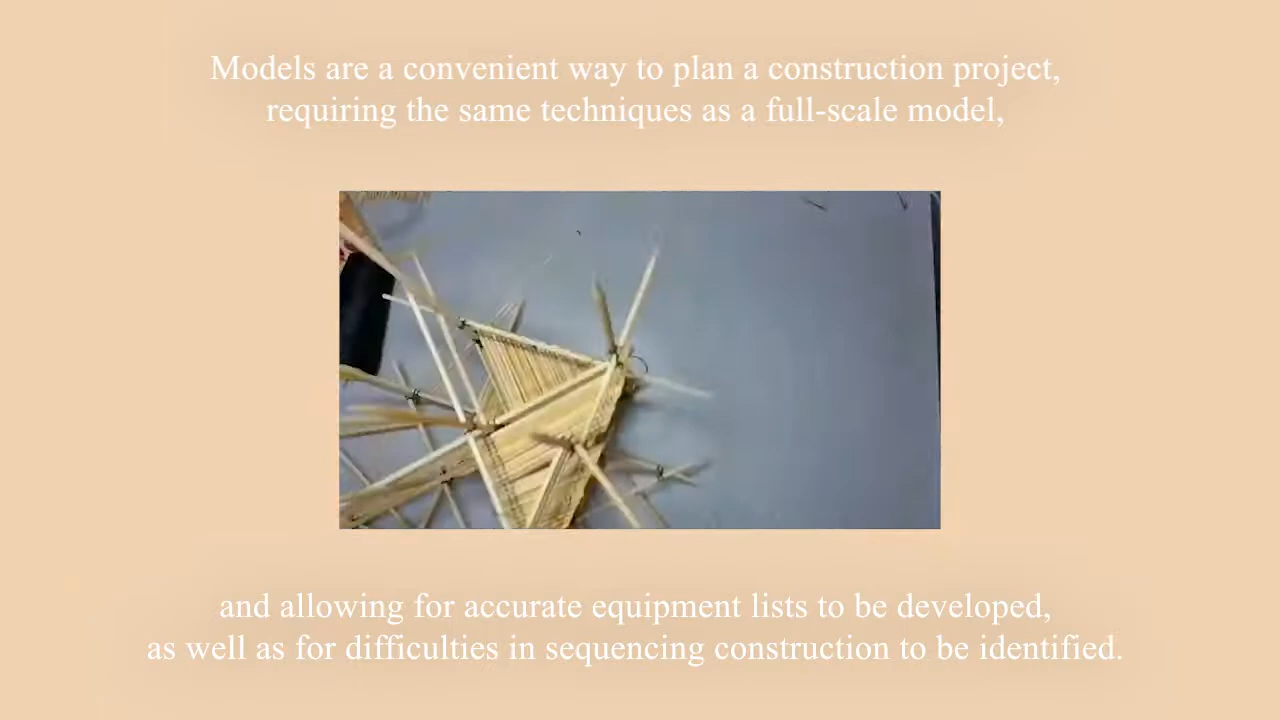 Models are a convenient way to plan a construction project,
requiring the same techniques as a full-scale model,
and allowing for accurate equipment lists to be developed,
as well as for difficulties in sequencing construction to be identified.